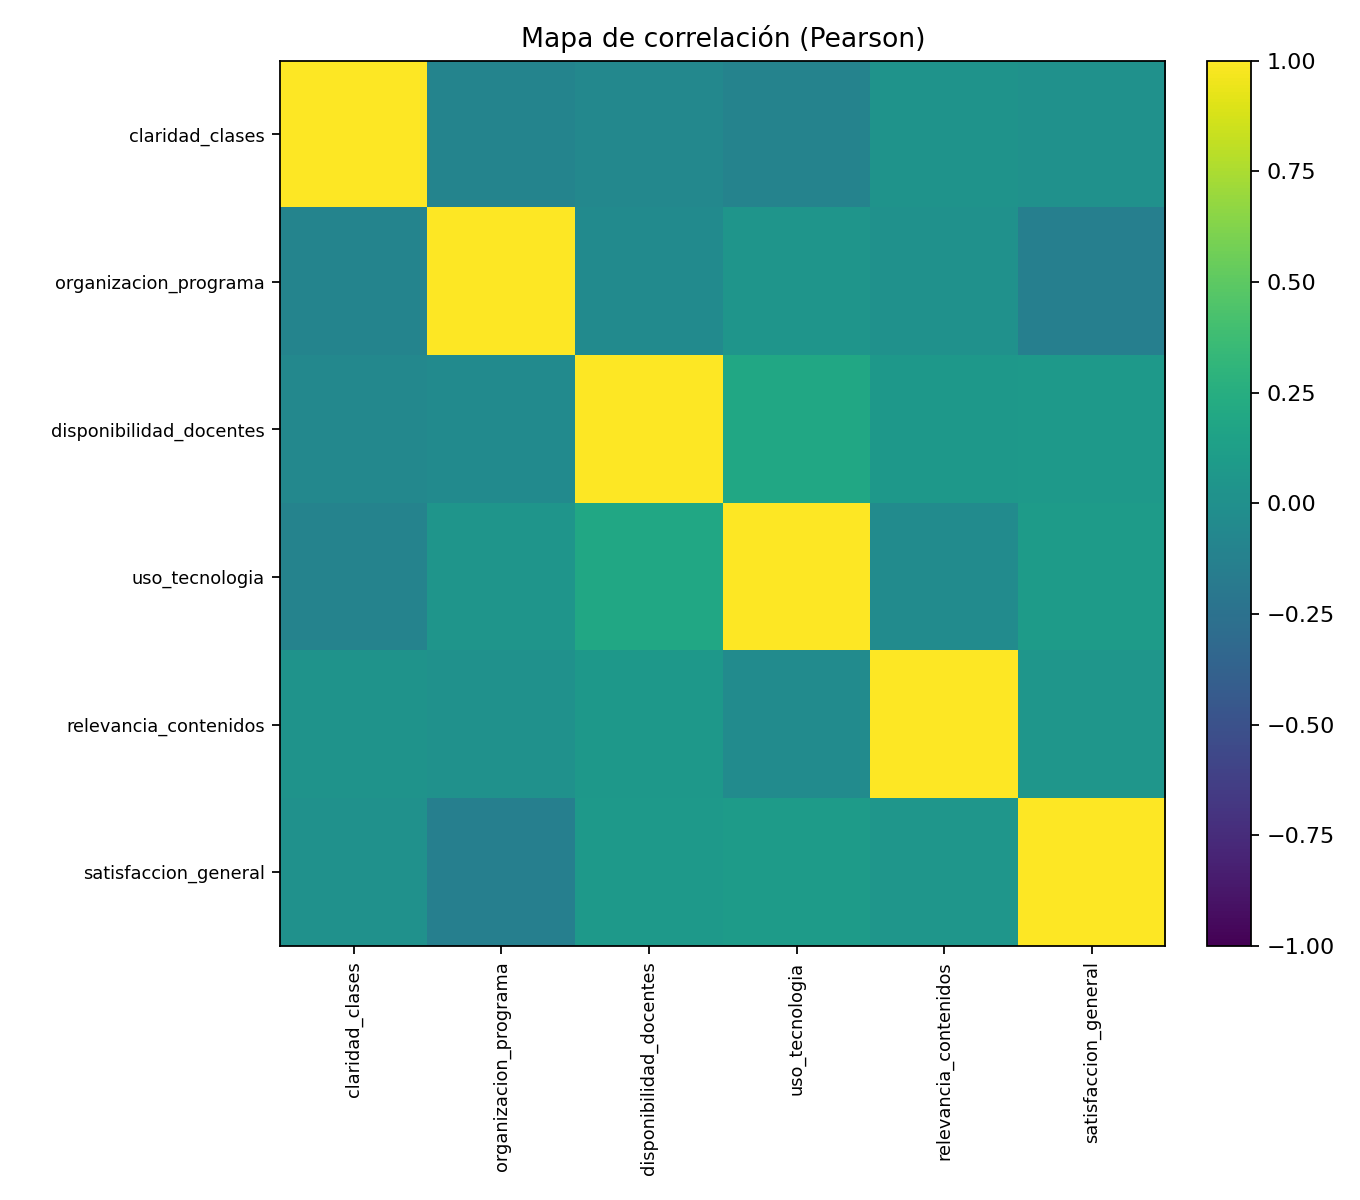 Mapa de correlación (Pearson)
claridad_clases
organizacion_programa
disponibilidad_docentes
uso_tecnologia
relevancia_contenidos
satisfaccion_general
claridad_clases
organizacion_programa
disponibilidad_docentes
uso_tecnologia
relevancia_contenidos
satisfaccion_general
1.00
0.75
0.50
0.25
0.00
−0.25
−0.50
−0.75
−1.00